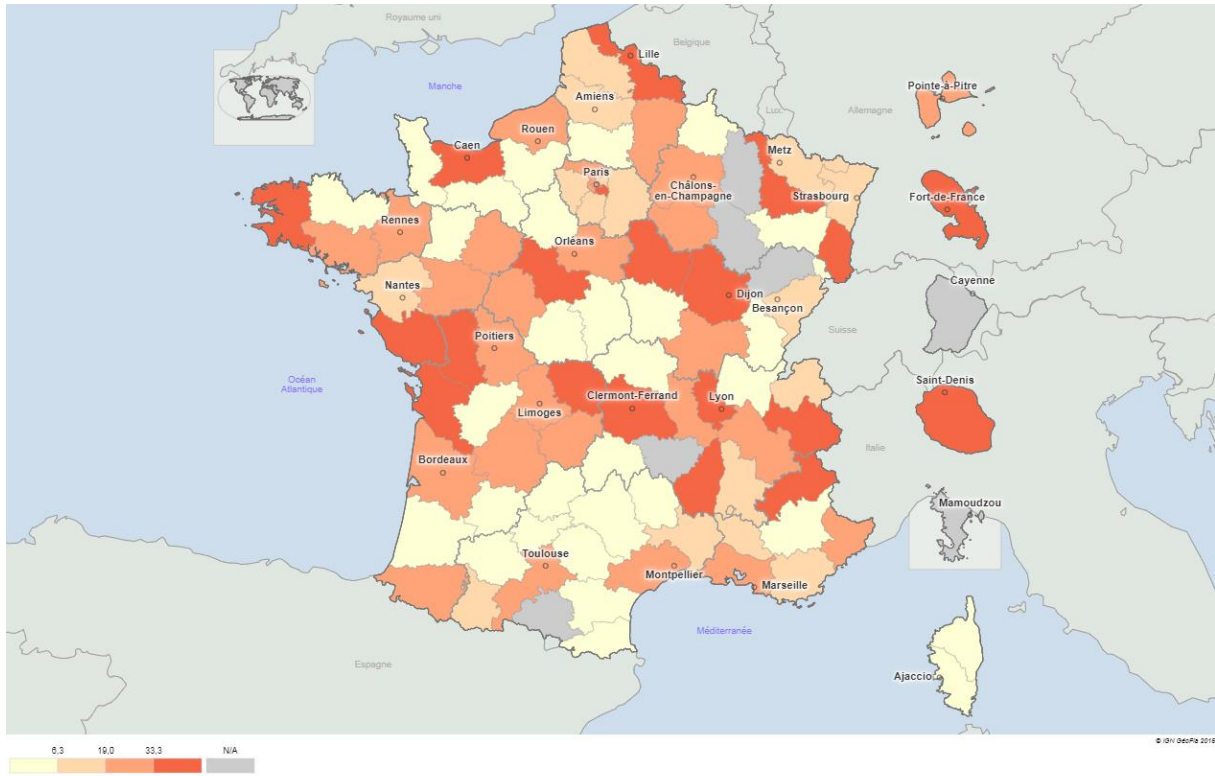 Royaume uni
Belgique
Lille
Manche
Amiens
Lux.
Allemagne
Pointe-à-Pitre
Rouen
Caen
Metz
Paris
Châlons-
en-Champagne
Strasbourg
Fort-de-France
Rennes
Orléans
Nantes
Dijon
Besançon
Cayenne
Poitiers
Suisse
Océan
Atlantique
Limoges
Clermont-Ferrand
Lyon
Saint-Denis
Italie
Bordeaux
Mamoudzou
Toulouse
Montpellier
Marseille
Méditerranée
Espagne
Ajaccio
© IGN GéoFla 2015
6,3 19,0 33,3 N/A